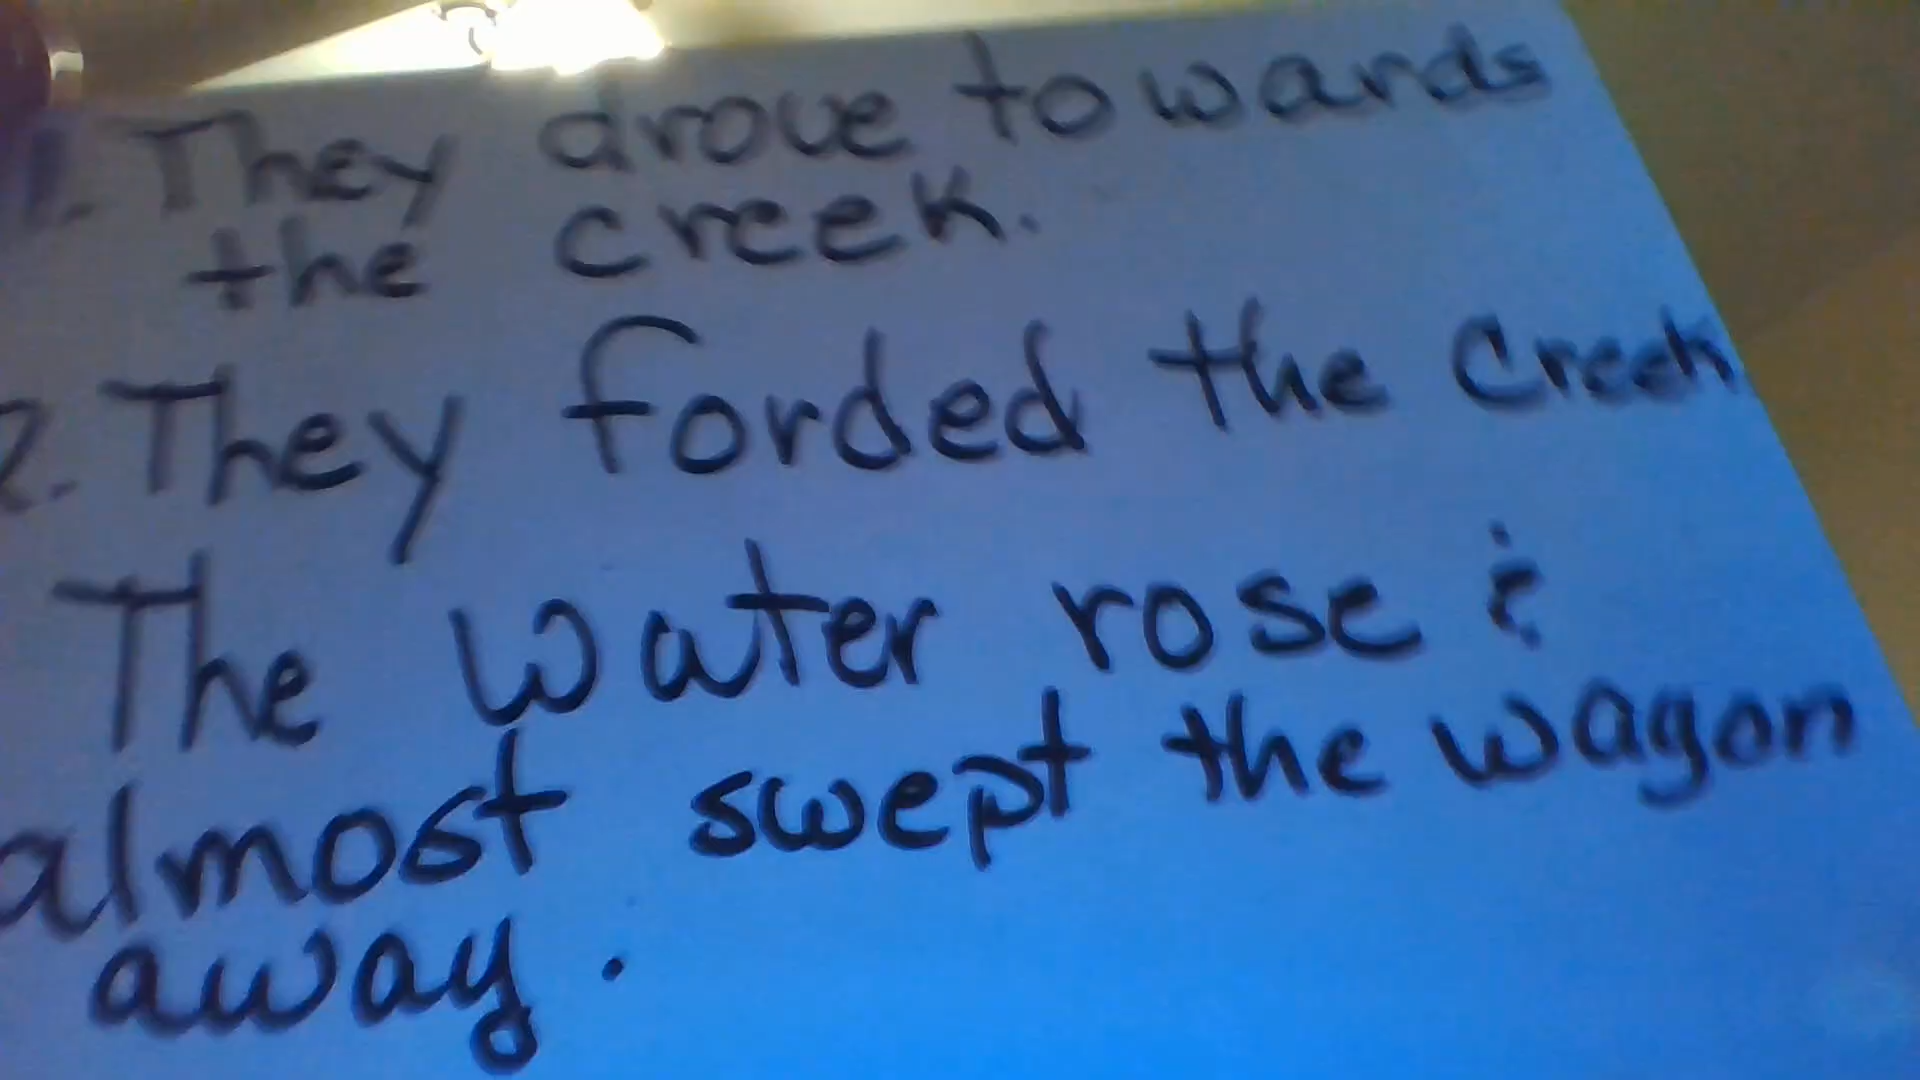 1. They drove towards
the creek.
2. They forded the Creek
The water rose &
almost swept the wagon
away.